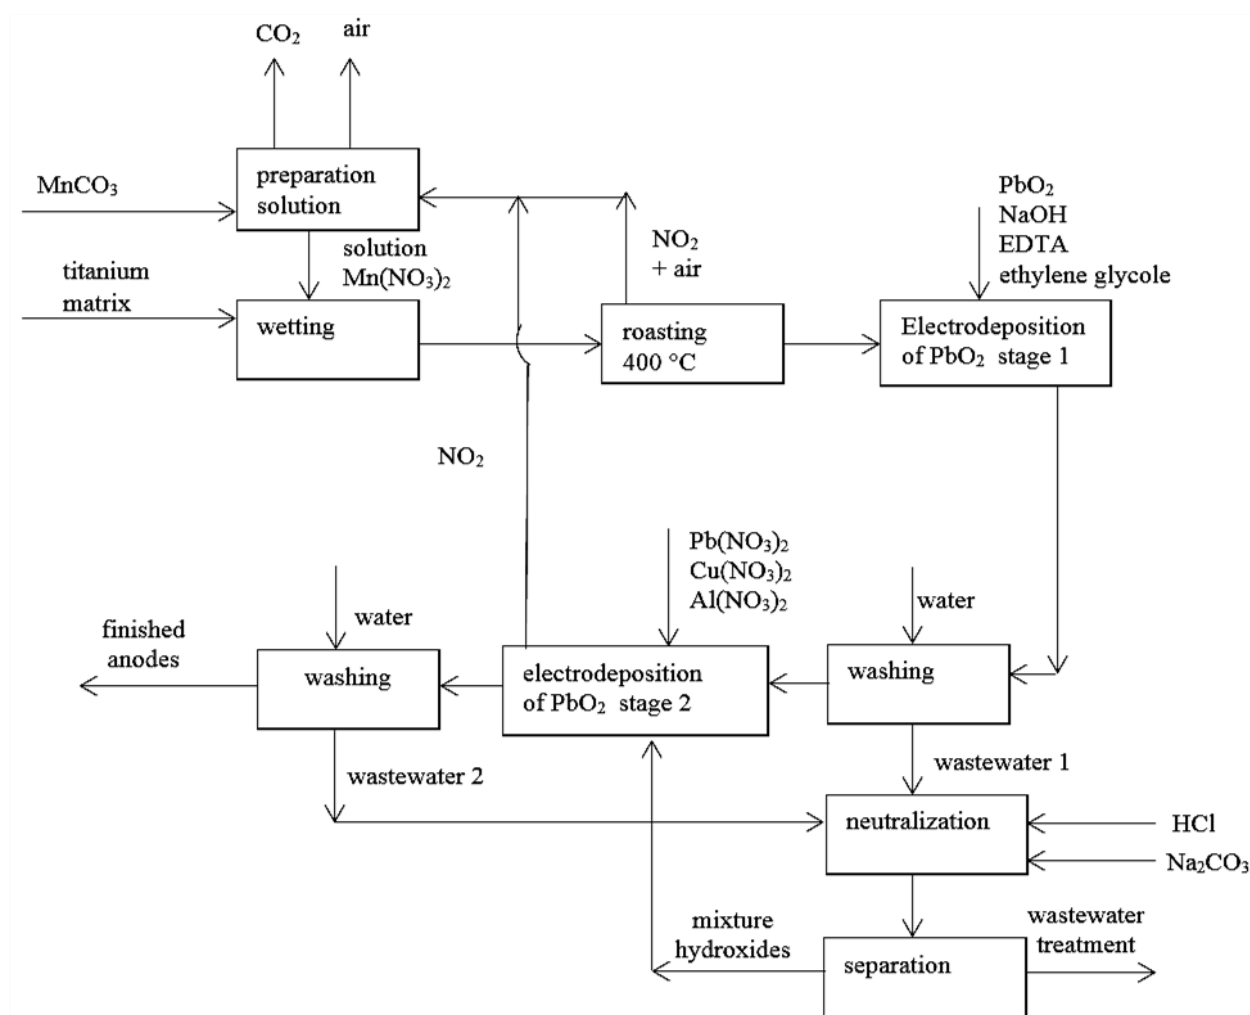 CO₂
air
MnCO₃
preparation
solution
solution
Mn(NO₃)₂
titanium
matrix
wetting
NO₂
+ air
roasting
400 °C
PbO₂
NaOH
EDTA
ethylene glycole
Electrodeposition
of PbO₂ stage 1
NO₂
Pb(NO₃)₂
Cu(NO₃)₂
Al(NO₃)₂
finished
anodes
water
washing
electrodeposition
of PbO₂ stage 2
water
washing
wastewater 2
wastewater 1
neutralization
HCl
Na₂CO₃
mixture
hydroxides
separation
wastewater
treatment